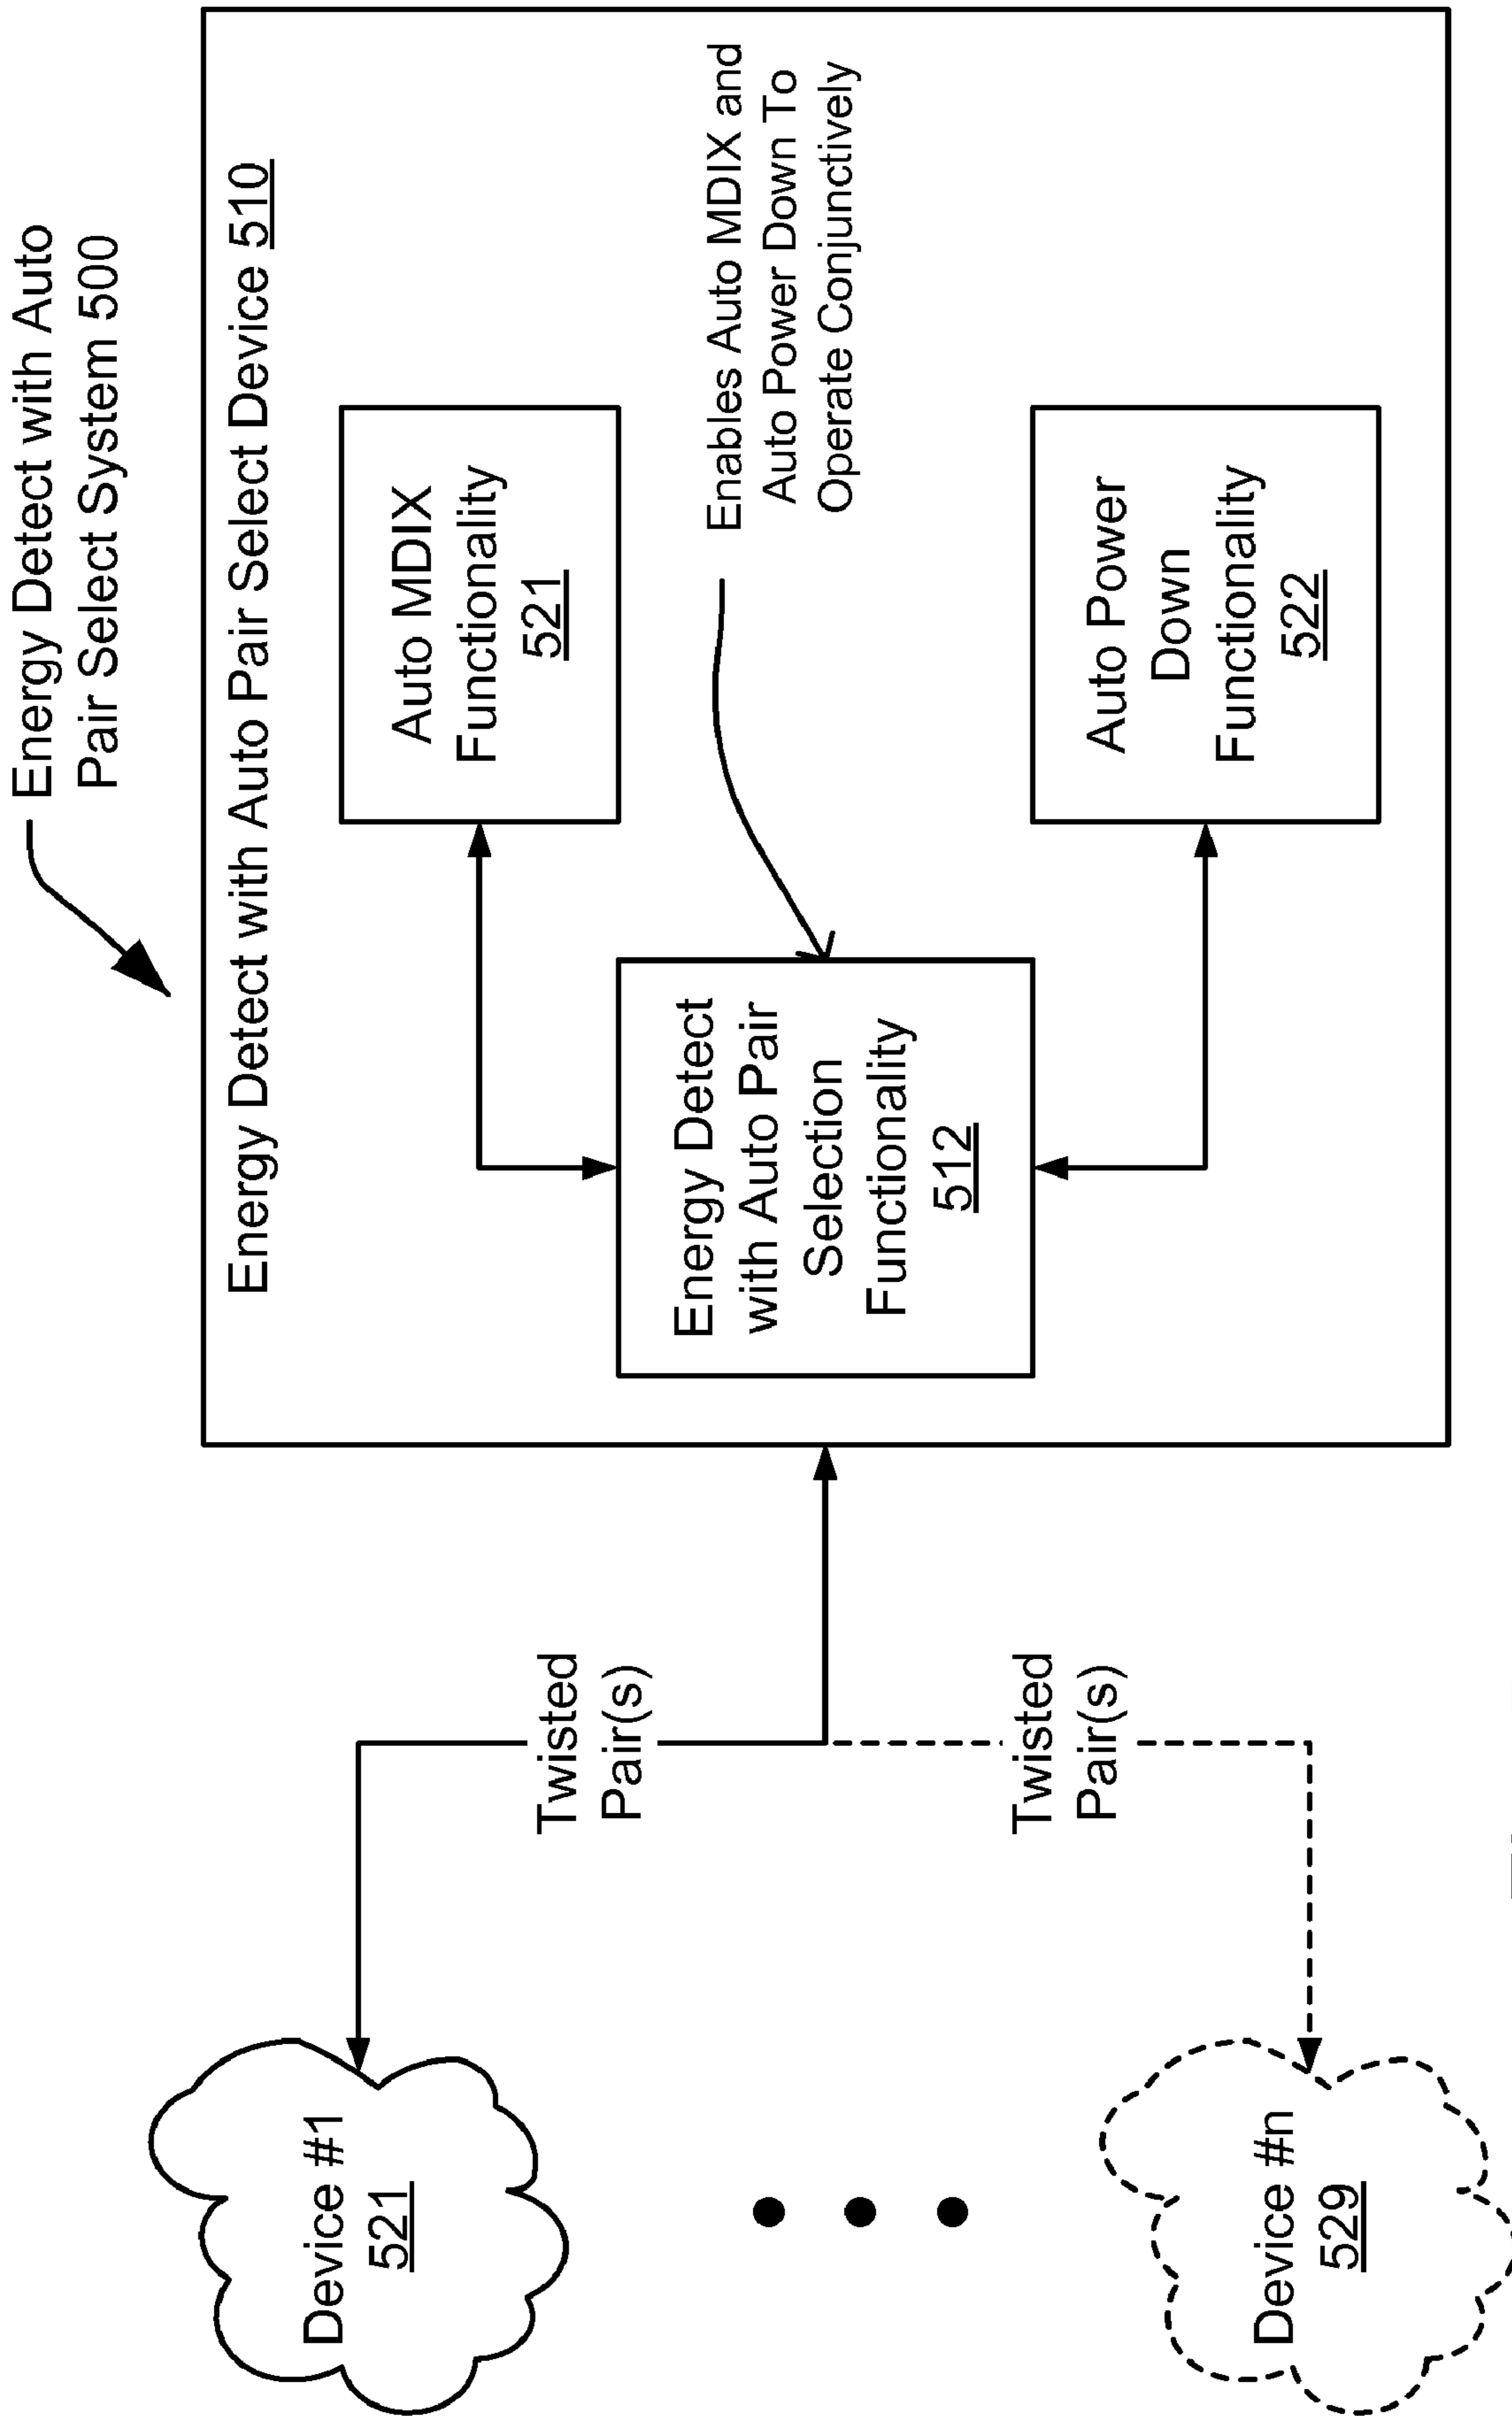 Energy Detect with Auto
Pair Select System 500
Energy Detect with Auto Pair Select Device 510
Auto MDIX
Functionality
521
Enables Auto MDIX and
Auto Power Down To
Operate Conjunctively
Energy Detect
with Auto Pair
Selection
Functionality
512
Auto Power
Down
Functionality
522
Twisted
Pair(s)
Twisted
Pair(s)
Device #1
521
Device #n
529